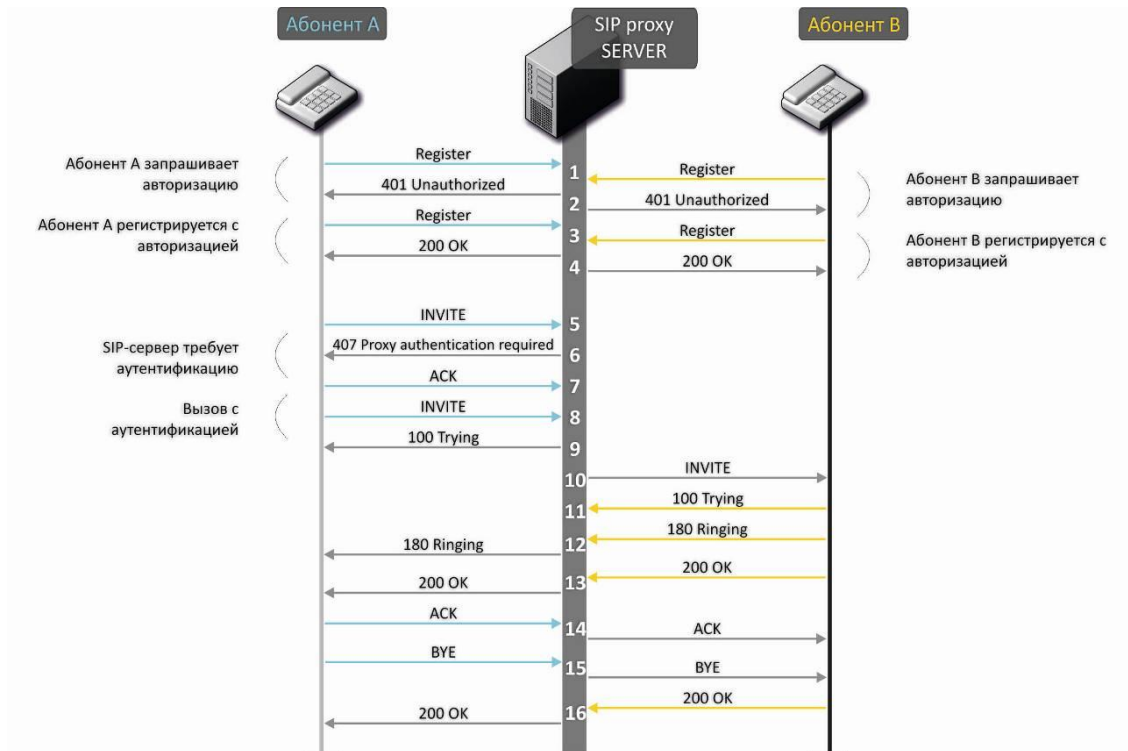 Абонент A
SIP proxy
SERVER
Абонент B
Абонент А запрашивает
авторизацию
Register
1
Register
Абонент В запрашивает
авторизацию
401 Unauthorized
2
401 Unauthorized
Абонент А регистрируется с
авторизацией
Register
3
Register
Абонент В регистрируется с
авторизацией
200 OK
4
200 OK
INVITE
5
SIP-сервер требует
аутентификацию
407 Proxy authentication required
6
ACK
7
Вызов с
аутентификацией
INVITE
8
100 Trying
9
INVITE
10
100 Trying
11
180 Ringing
12
180 Ringing
200 OK
13
200 OK
ACK
14
ACK
BYE
15
BYE
200 OK
16
200 OK